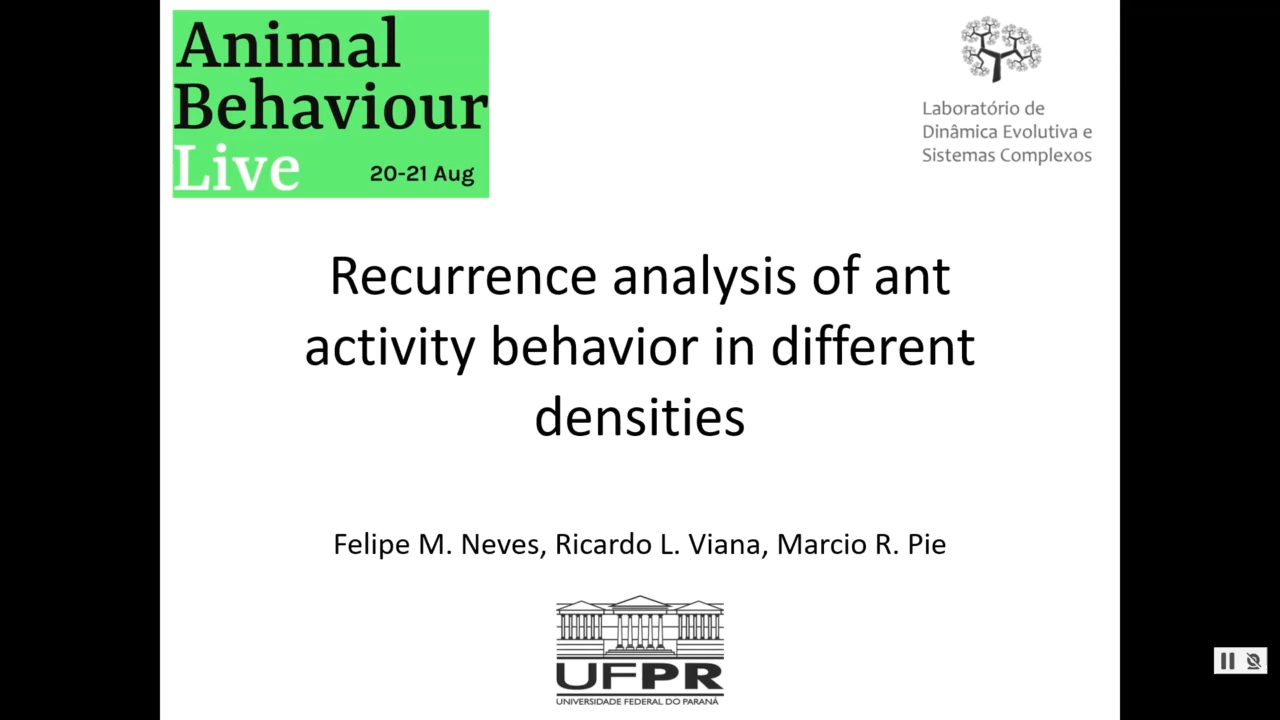 Animal
Behaviour
Live
20-21 Aug
Laboratório de
Dinâmica Evolutiva e
Sistemas Complexos
Recurrence analysis of ant
activity behavior in different
densities
Felipe M. Neves, Ricardo L. Viana, Marcio R. Pie
UFPR
UNIVERSIDADE FEDERAL DO PARANÁ